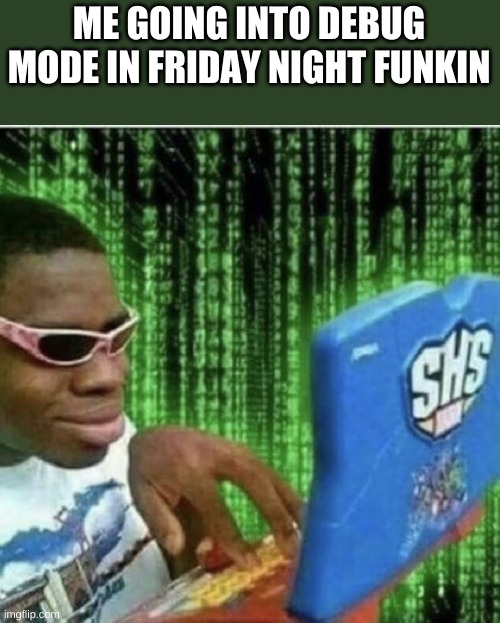 ME GOING INTO DEBUG
MODE IN FRIDAY NIGHT FUNKIN
SHS
imgflip.com